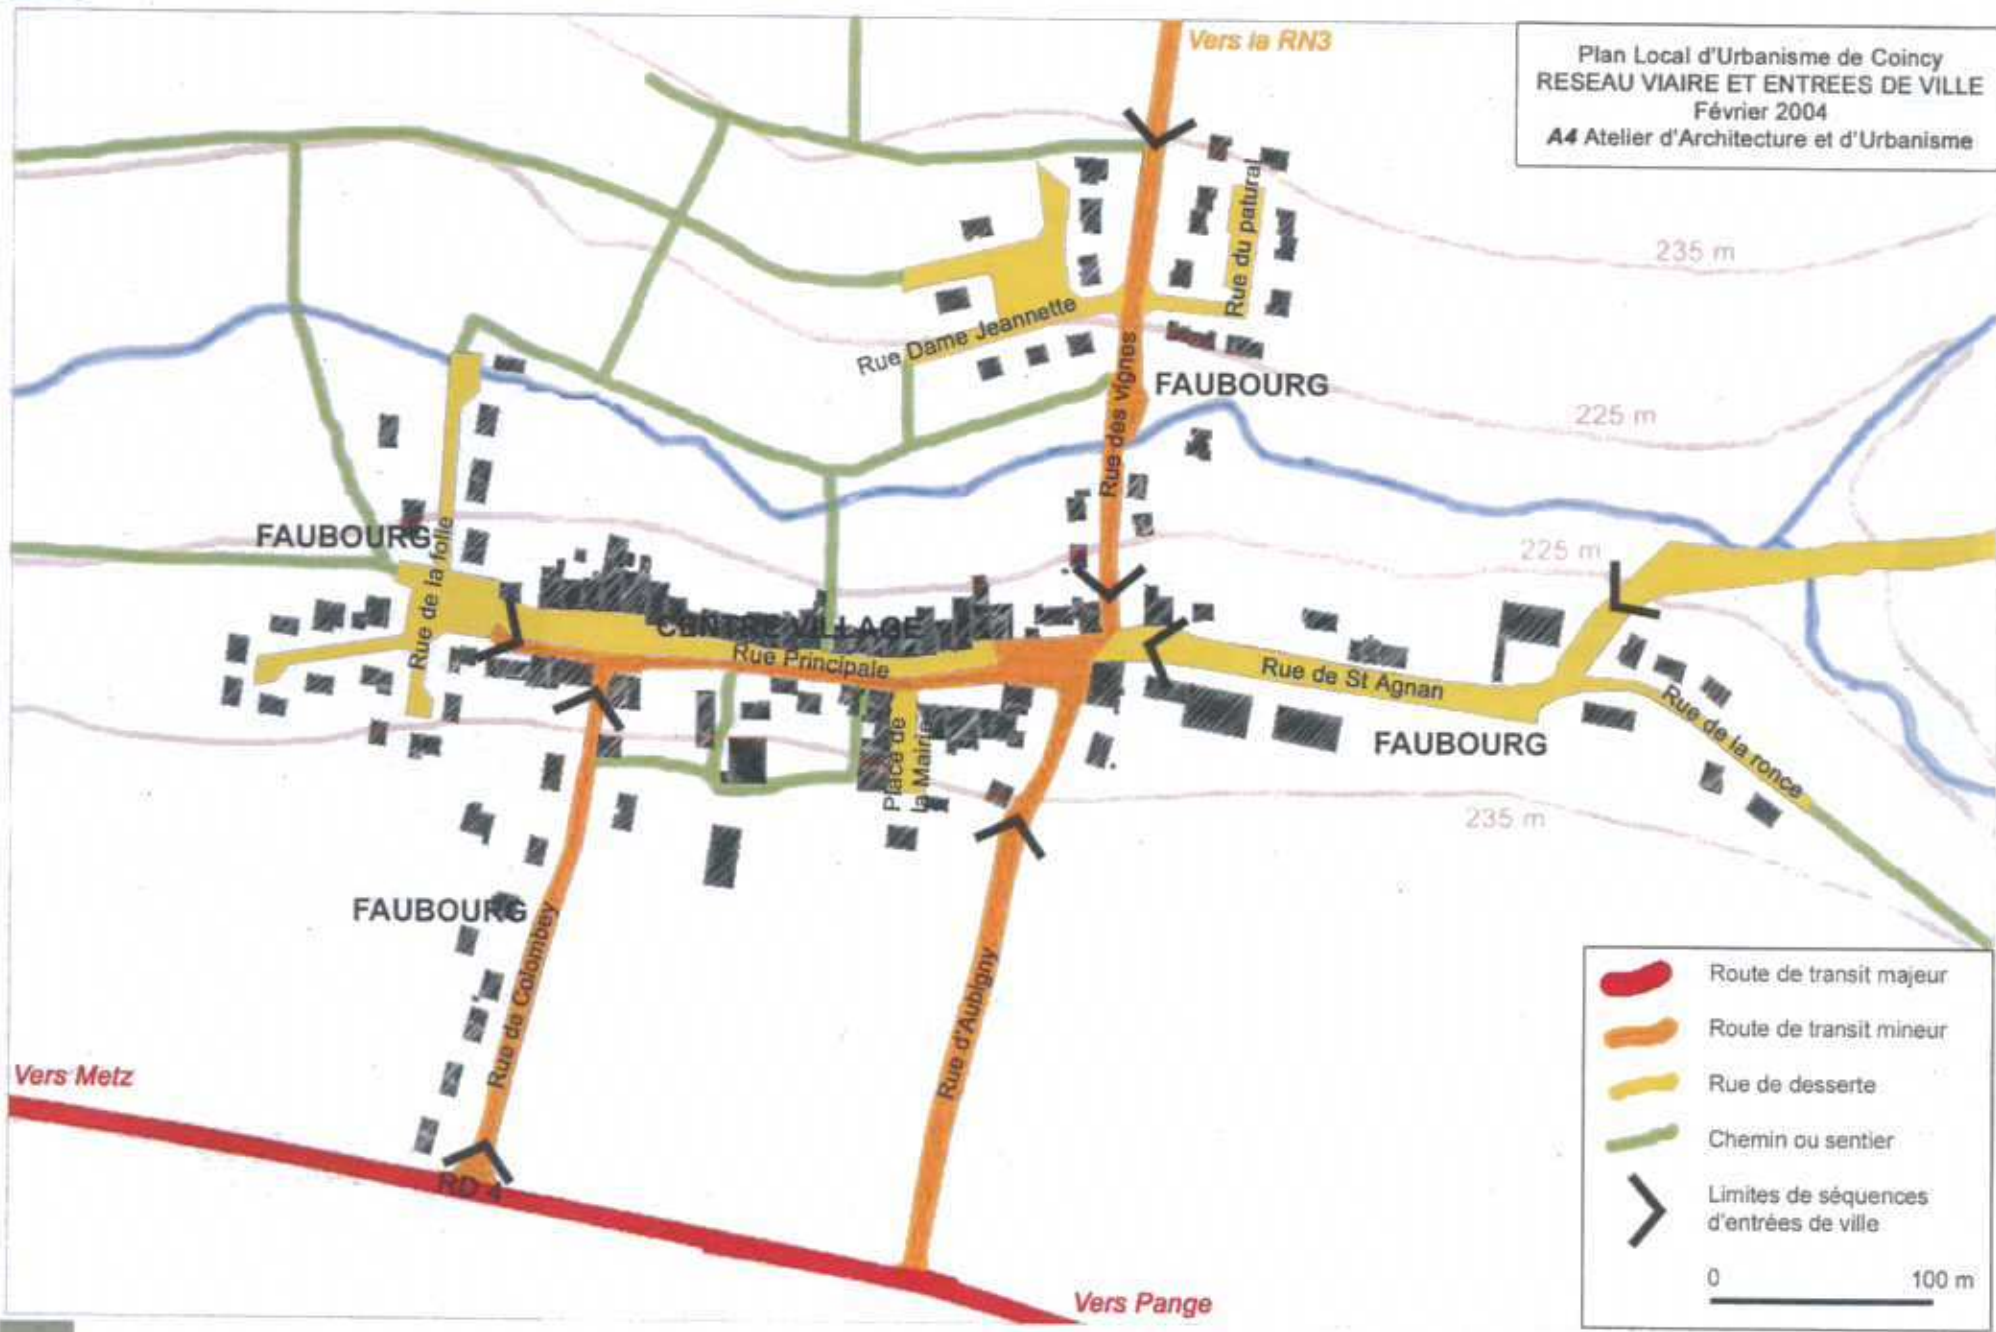 Vers la RN3
Plan Local d'Urbanisme de Coincy
RESEAU VIAIRE ET ENTREES DE VILLE
Février 2004
A4 Atelier d'Architecture et d'Urbanisme
Rue du patural
235 m
Rue Dame Jeannette
Rue des vignes
FAUBOURG
225 m
FAUBOURG
Rue de la folie
225 m
CENTRE VILLAGE
Rue Principale
Rue de St Agnan
Rue de la ronce
FAUBOURG
Place de
la Mairie
235 m
FAUBOURG
Rue de Colombey
Rue d'Aubigny
Vers Metz
RD 4
Vers Pange
Route de transit majeur
Route de transit mineur
Rue de desserte
Chemin ou sentier
Limites de séquences
d'entrées de ville
0 100 m